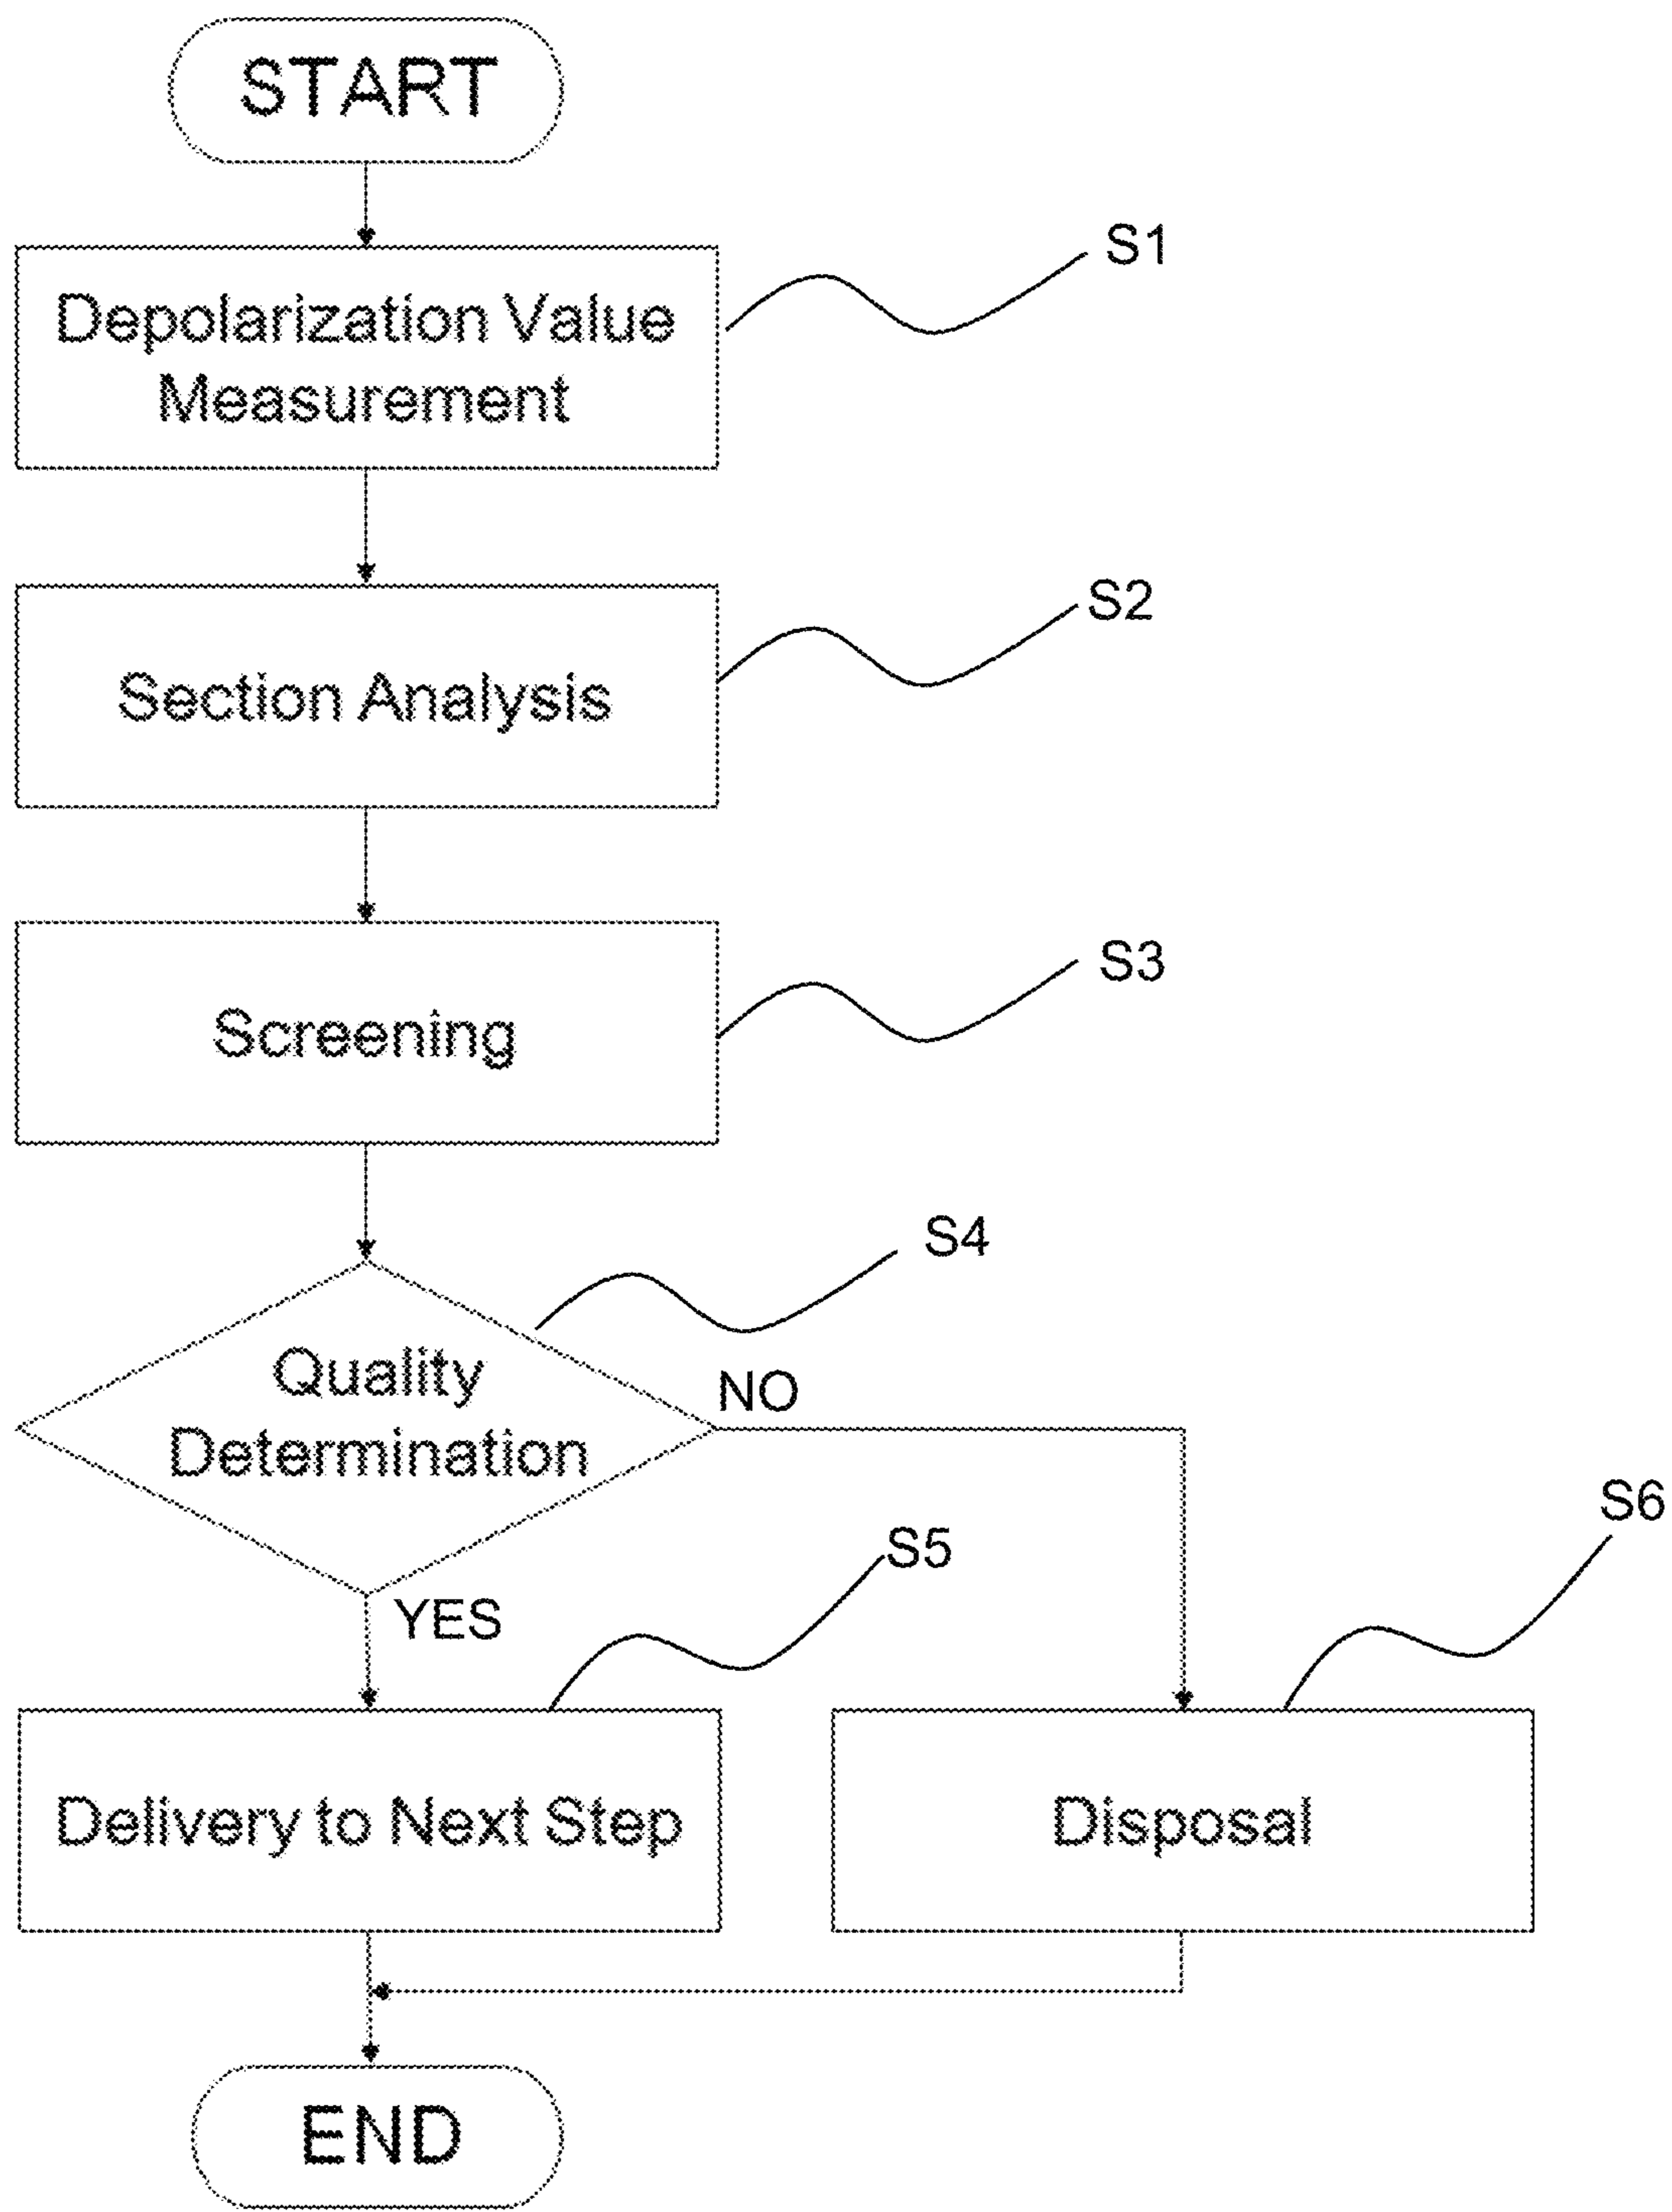 START
S1
Depolarization Value
Measurement
S2
Section Analysis
S3
Screening
S4
Quality
Determination
NO
YES
S5
S6
Delivery to Next Step
Disposal
END